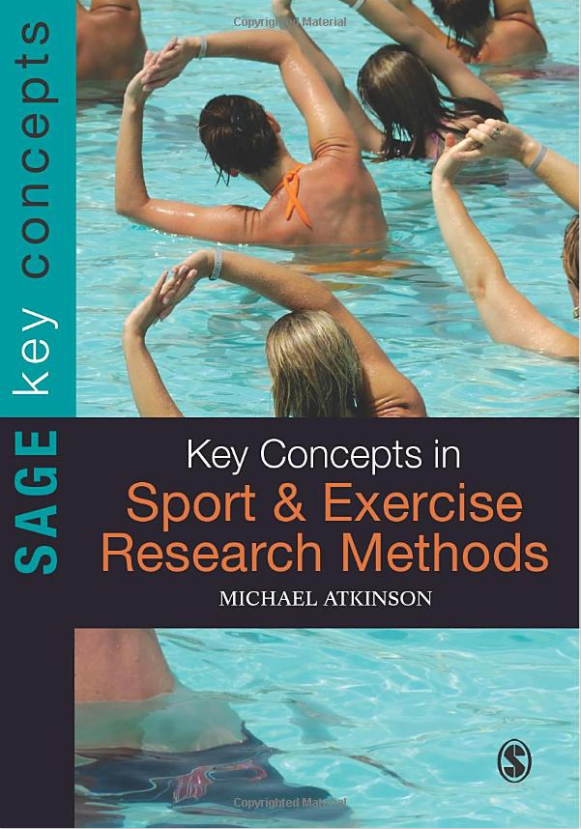 Copyrighted Material
SAGE key concepts
Key Concepts in
Sport & Exercise
Research Methods
MICHAEL ATKINSON
S
Copyrighted Material